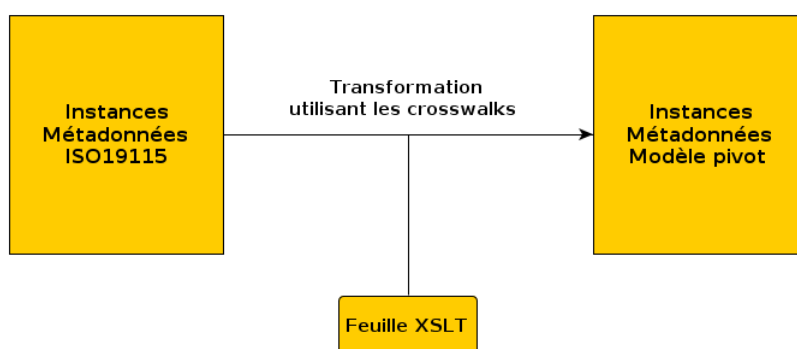 Instances
Métadonnées
ISO19115
Transformation
utilisant les crosswalks
Instances
Métadonnées
Modèle pivot
Feuille XSLT